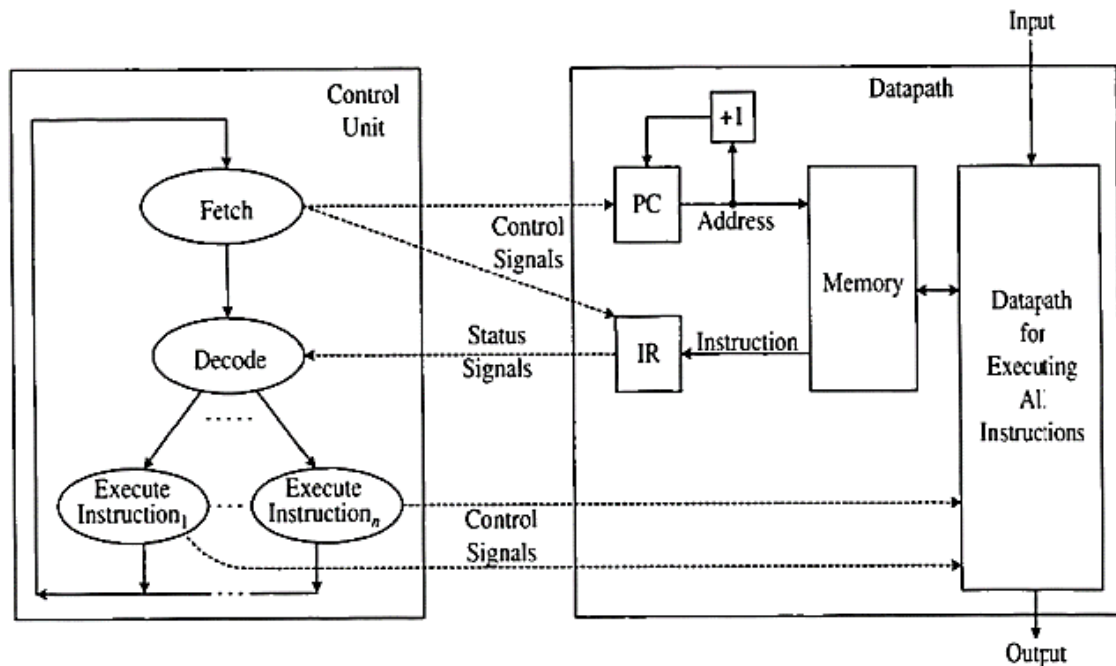 Input
Control
Unit
Datapath
+1
Fetch
PC
Address
Control
Signals
Memory
Datapath
for
Executing
All
Instructions
Decode
Status
Signals
IR
Instruction
.....
Execute
Instruction1
...
Execute
Instructionn
Control
Signals
...
Output